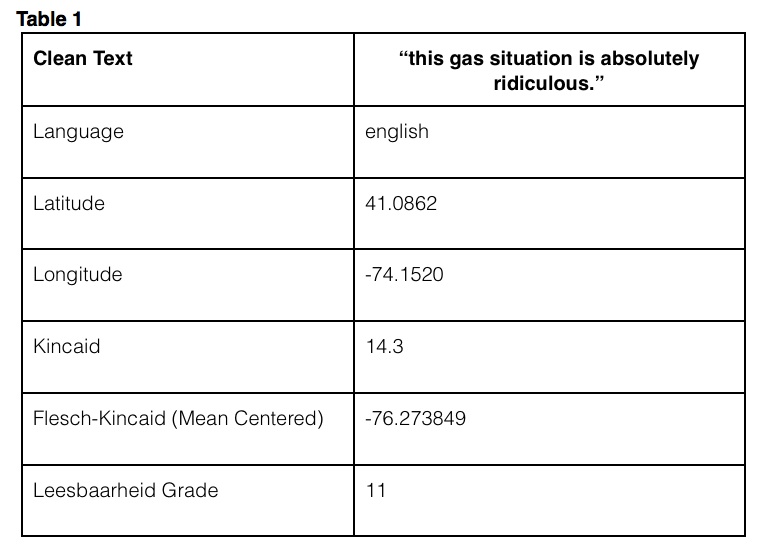 Table 1
Clean Text
“this gas situation is absolutely
ridiculous.”
Language
english
Latitude
41.0862
Longitude
-74.1520
Kincaid
14.3
Flesch-Kincaid (Mean Centered)
-76.273849
Leesbaarheid Grade
11